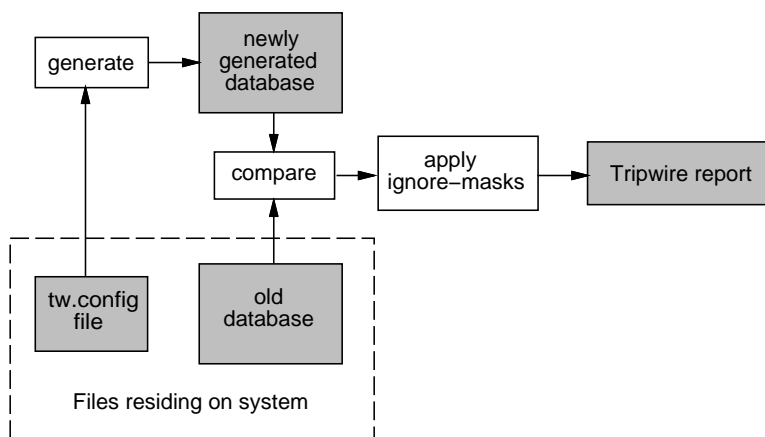 newly
generated
database
generate
compare
apply
ignore−masks
Tripwire report
tw.config
file
old
database
Files residing on system